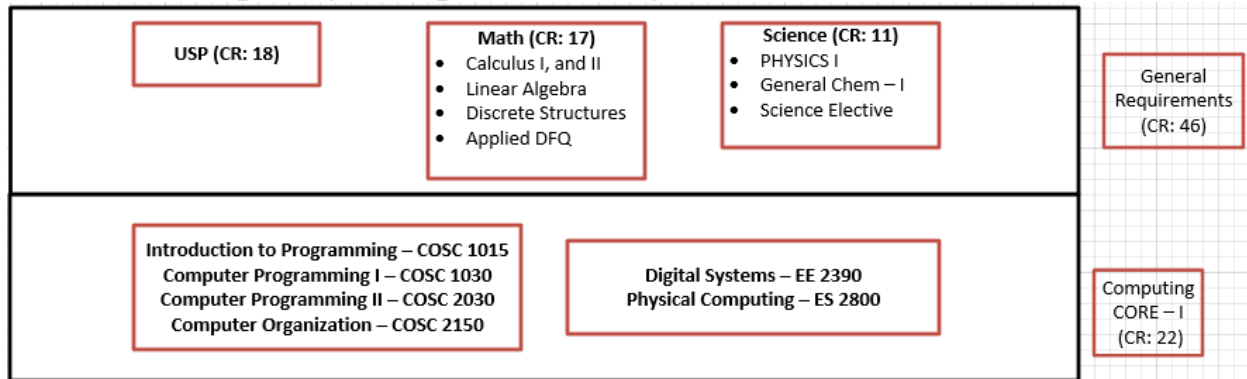 USP (CR: 18)
Math (CR: 17)
• Calculus I, and II
• Linear Algebra
• Discrete Structures
• Applied DFQ
Science (CR: 11)
• PHYSICS I
• General Chem – I
• Science Elective
General
Requirements
(CR: 46)
Introduction to Programming – COSC 1015
Computer Programming I – COSC 1030
Computer Programming II – COSC 2030
Computer Organization – COSC 2150
Digital Systems – EE 2390
Physical Computing – ES 2800
Computing
CORE – I
(CR: 22)